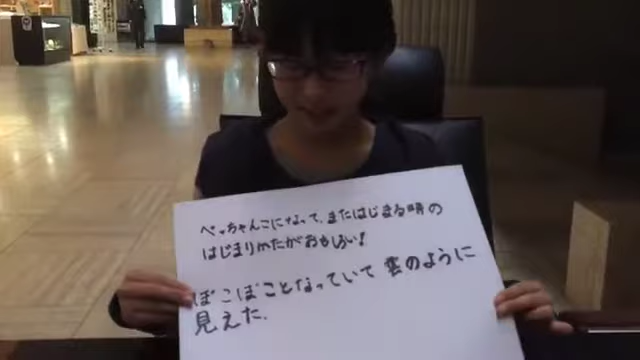 ぺっちゃんこになって、またはじまる時の
はじまりかたがおもしろい!
ぼこぼことなっていて雲のように
見えた.